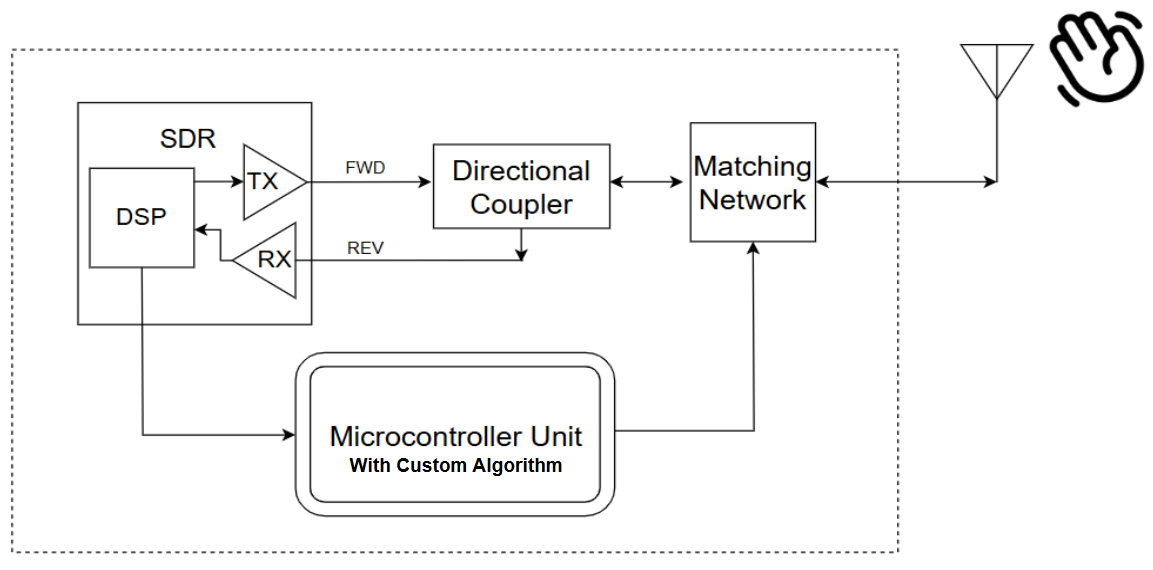 SDR
DSP
TX
RX
FWD
REV
Directional
Coupler
Matching
Network
Microcontroller Unit
With Custom Algorithm